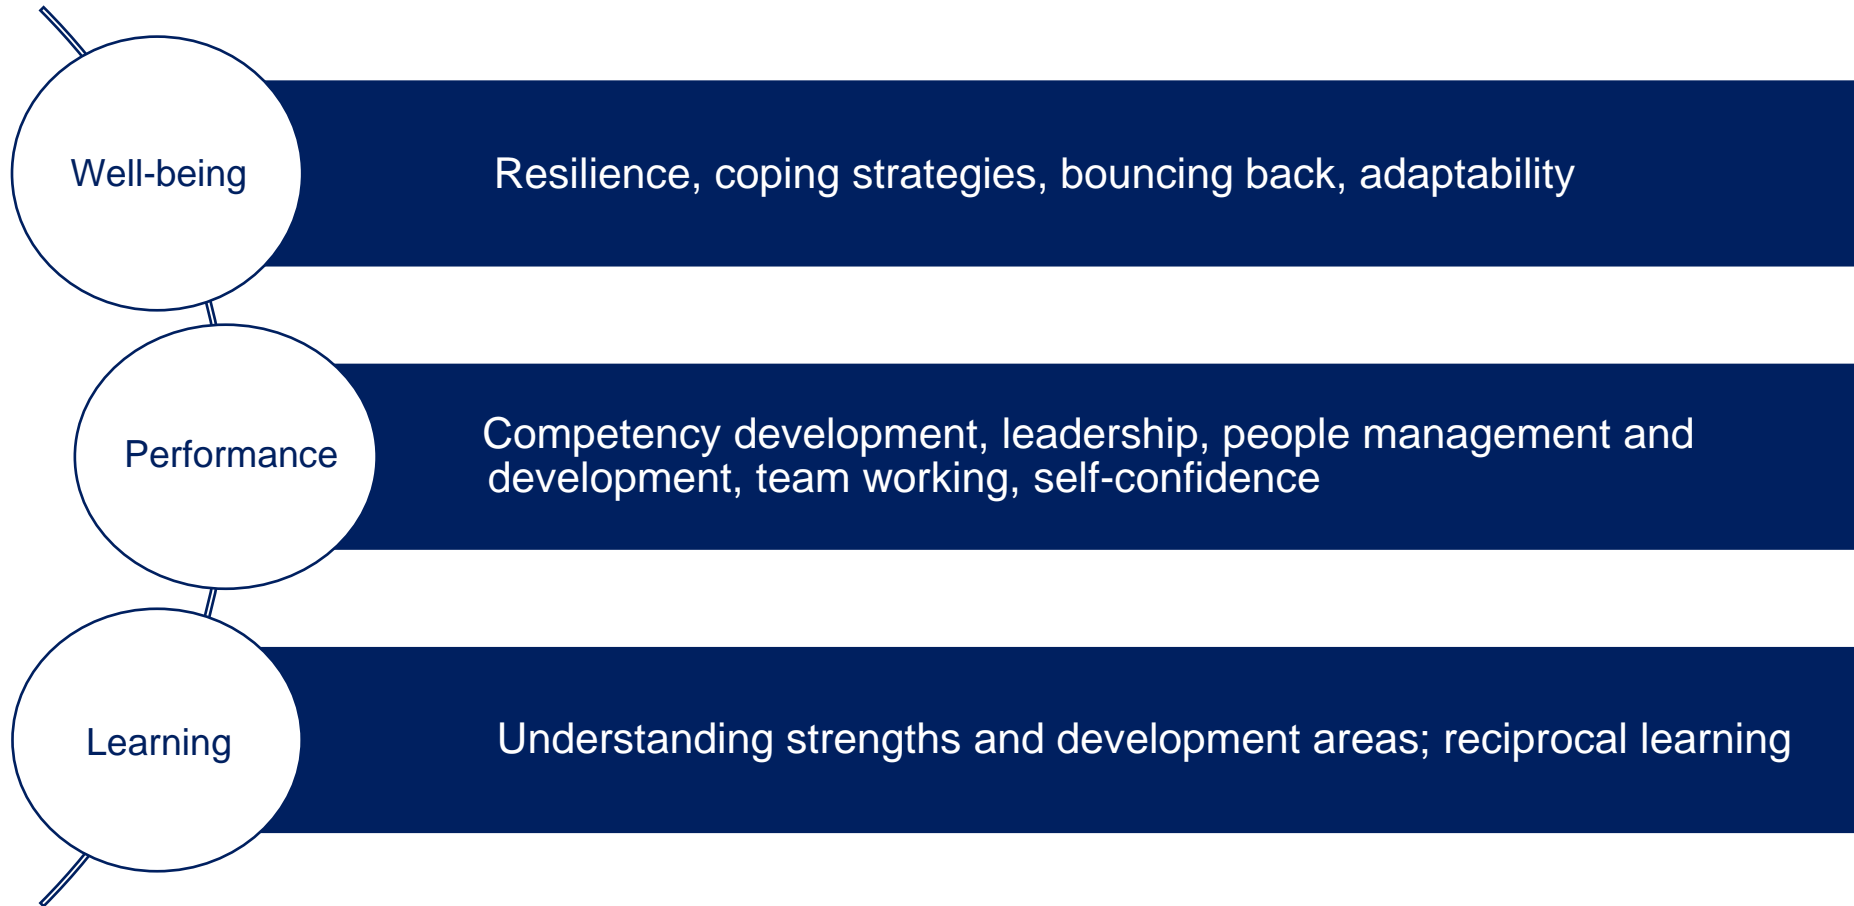 Well-being
Resilience, coping strategies, bouncing back, adaptability
Performance
Competency development, leadership, people management and
development, team working, self-confidence
Learning
Understanding strengths and development areas; reciprocal learning